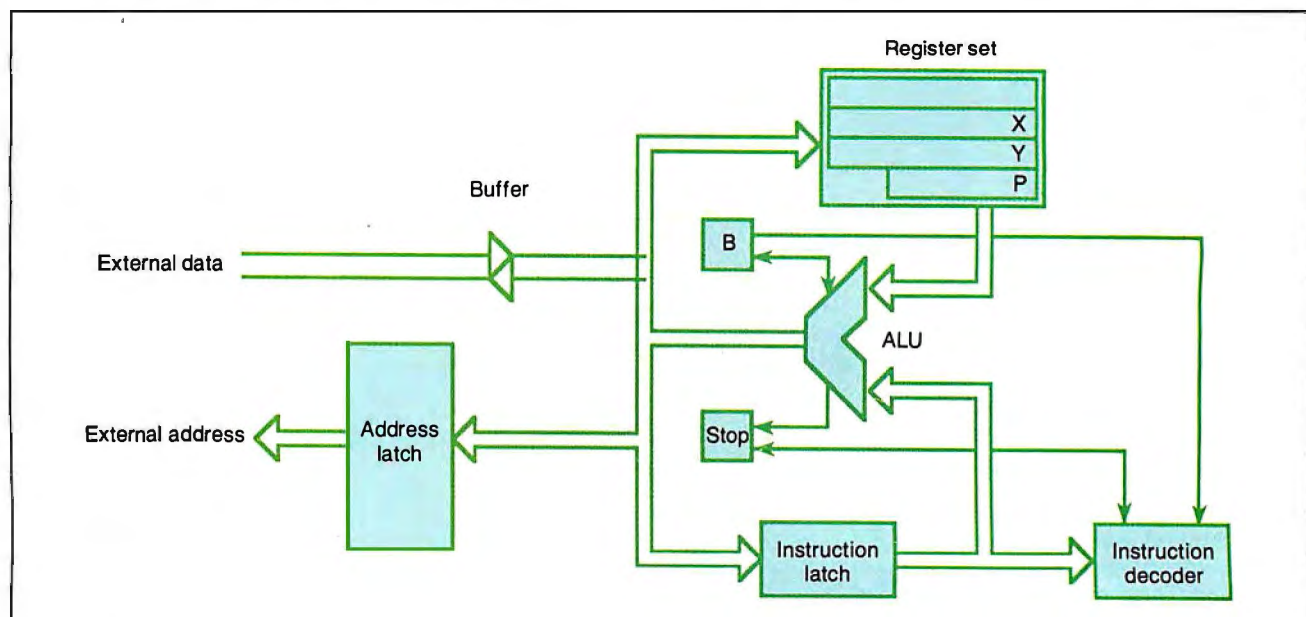 Register set
X
Y
P
Buffer
B
External data
ALU
External address
Address
latch
Stop
Instruction
latch
Instruction
decoder